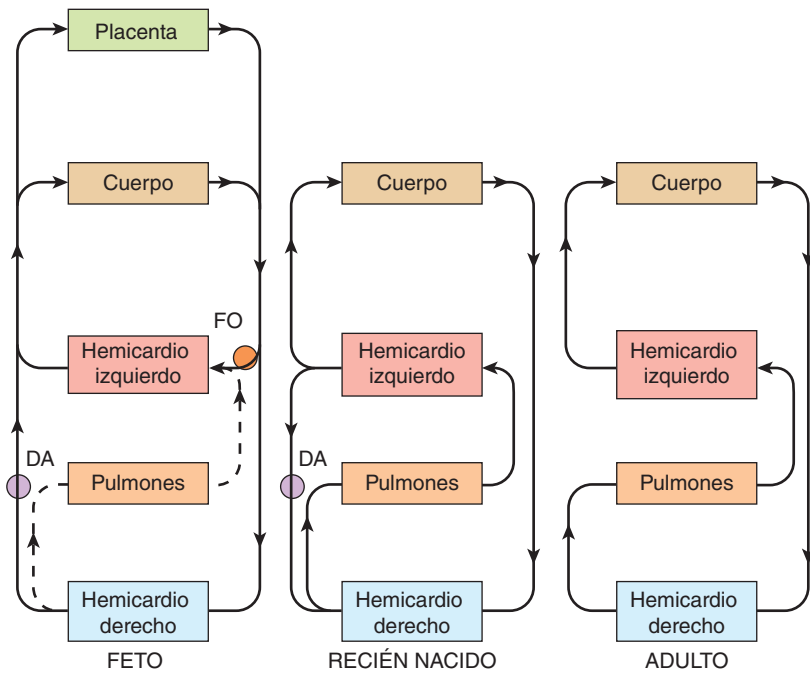 Placenta
Cuerpo
FO
Hemicardio
izquierdo
DA
Pulmones
Hemicardio
derecho
FETO
Cuerpo
Hemicardio
izquierdo
DA
Pulmones
Hemicardio
derecho
RECIÉN NACIDO
Cuerpo
Hemicardio
izquierdo
Pulmones
Hemicardio
derecho
ADULTO